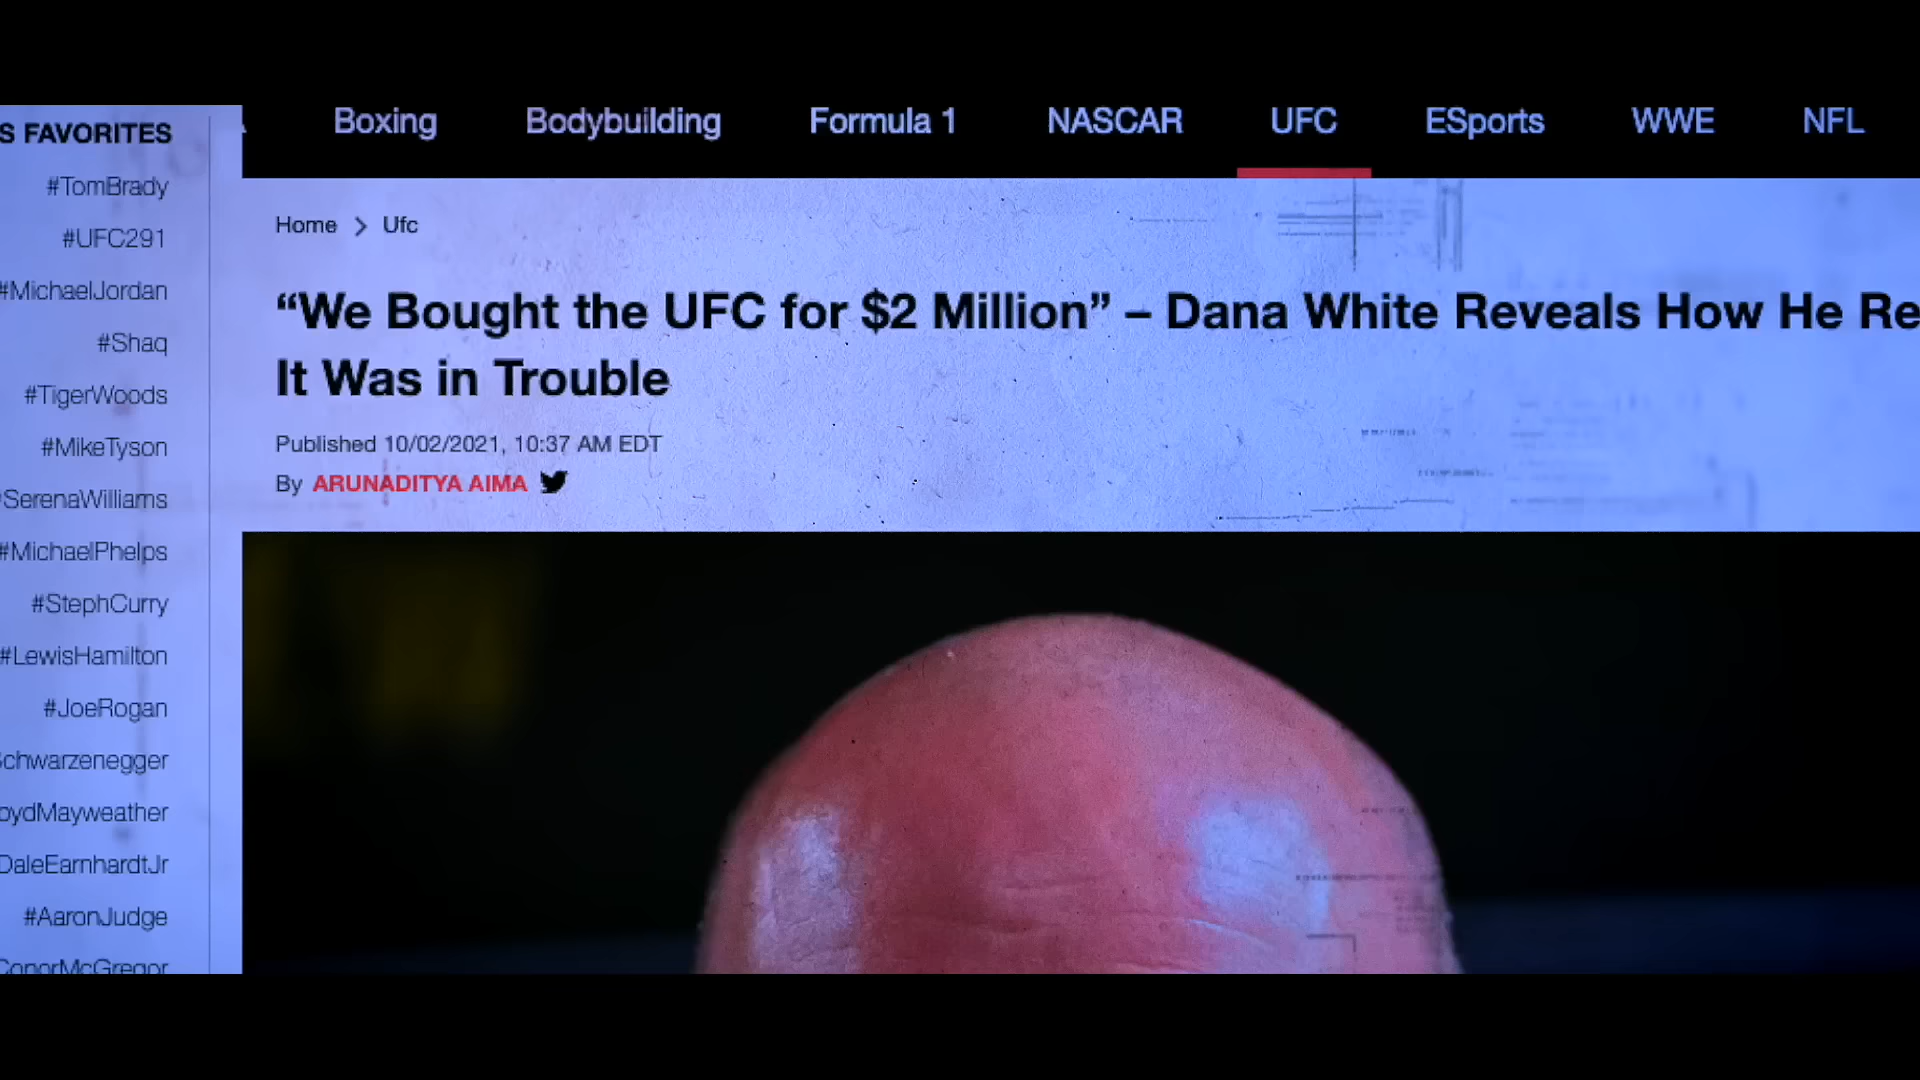 Boxing Bodybuilding Formula 1 NASCAR UFC ESports WWE NFL
S FAVORITES
#TomBrady
#UFC291
#MichaelJordan
#Shaq
#TigerWoods
#MikeTyson
#SerenaWilliams
#MichaelPhelps
#StephCurry
#LewisHamilton
#JoeRogan
Schwarzenegger
oydMayweather
DaleEarnhardtJr
#AaronJudge
ConorMcGregor
Home > Ufc
“We Bought the UFC for $2 Million” – Dana White Reveals How He Re
It Was in Trouble
Published 10/02/2021, 10:37 AM EDT
By ARUNADITYA AIMA